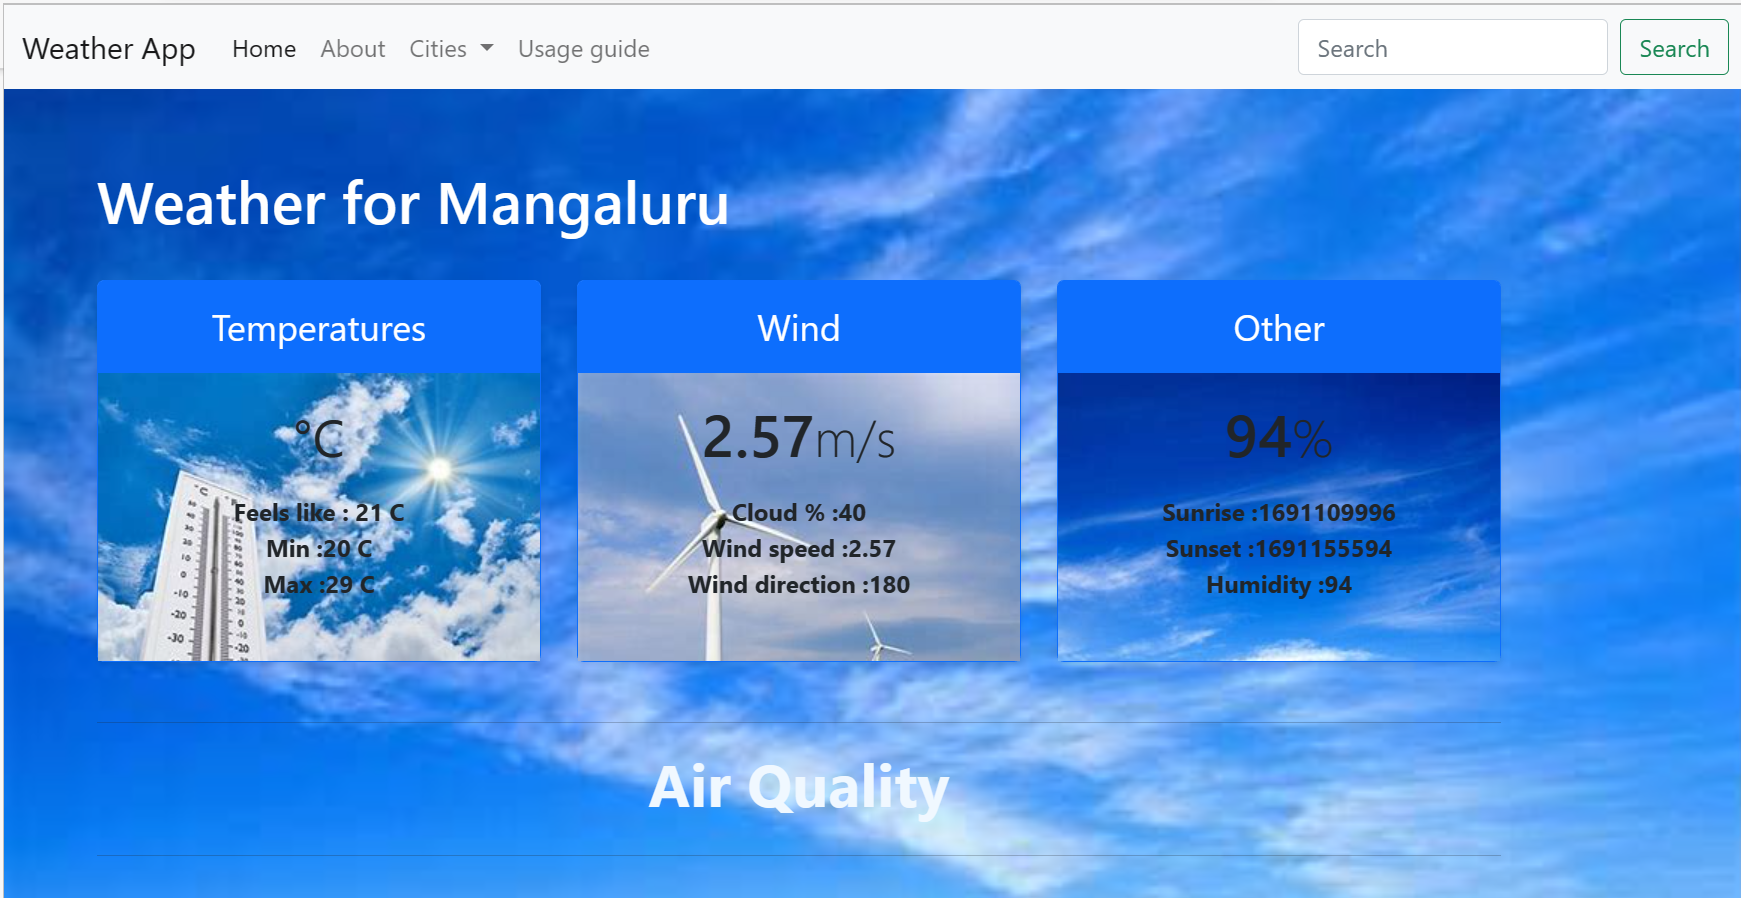 Weather App Home About Cities Usage guide Search Search
Weather for Mangaluru
Temperatures
°C
Feels like : 21 C
Min :20 C
Max :29 C
Wind
2.57m/s
Cloud % :40
Wind speed :2.57
Wind direction :180
Other
94%
Sunrise :1691109996
Sunset :1691155594
Humidity :94
Air Quality